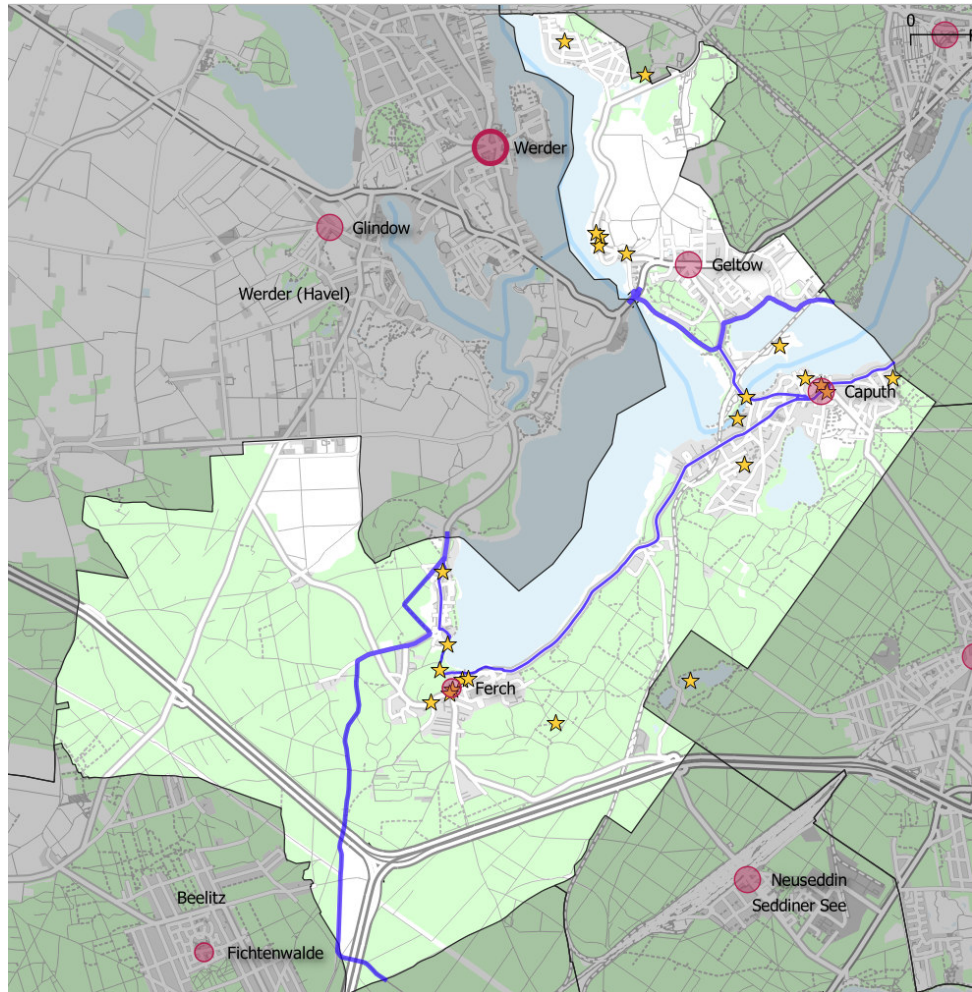 0
Werder
Glindow
Geltow
Werder (Havel)
Caputh
Ferch
Neuseddin
Beelitz
Seddiner See
Fichtenwalde